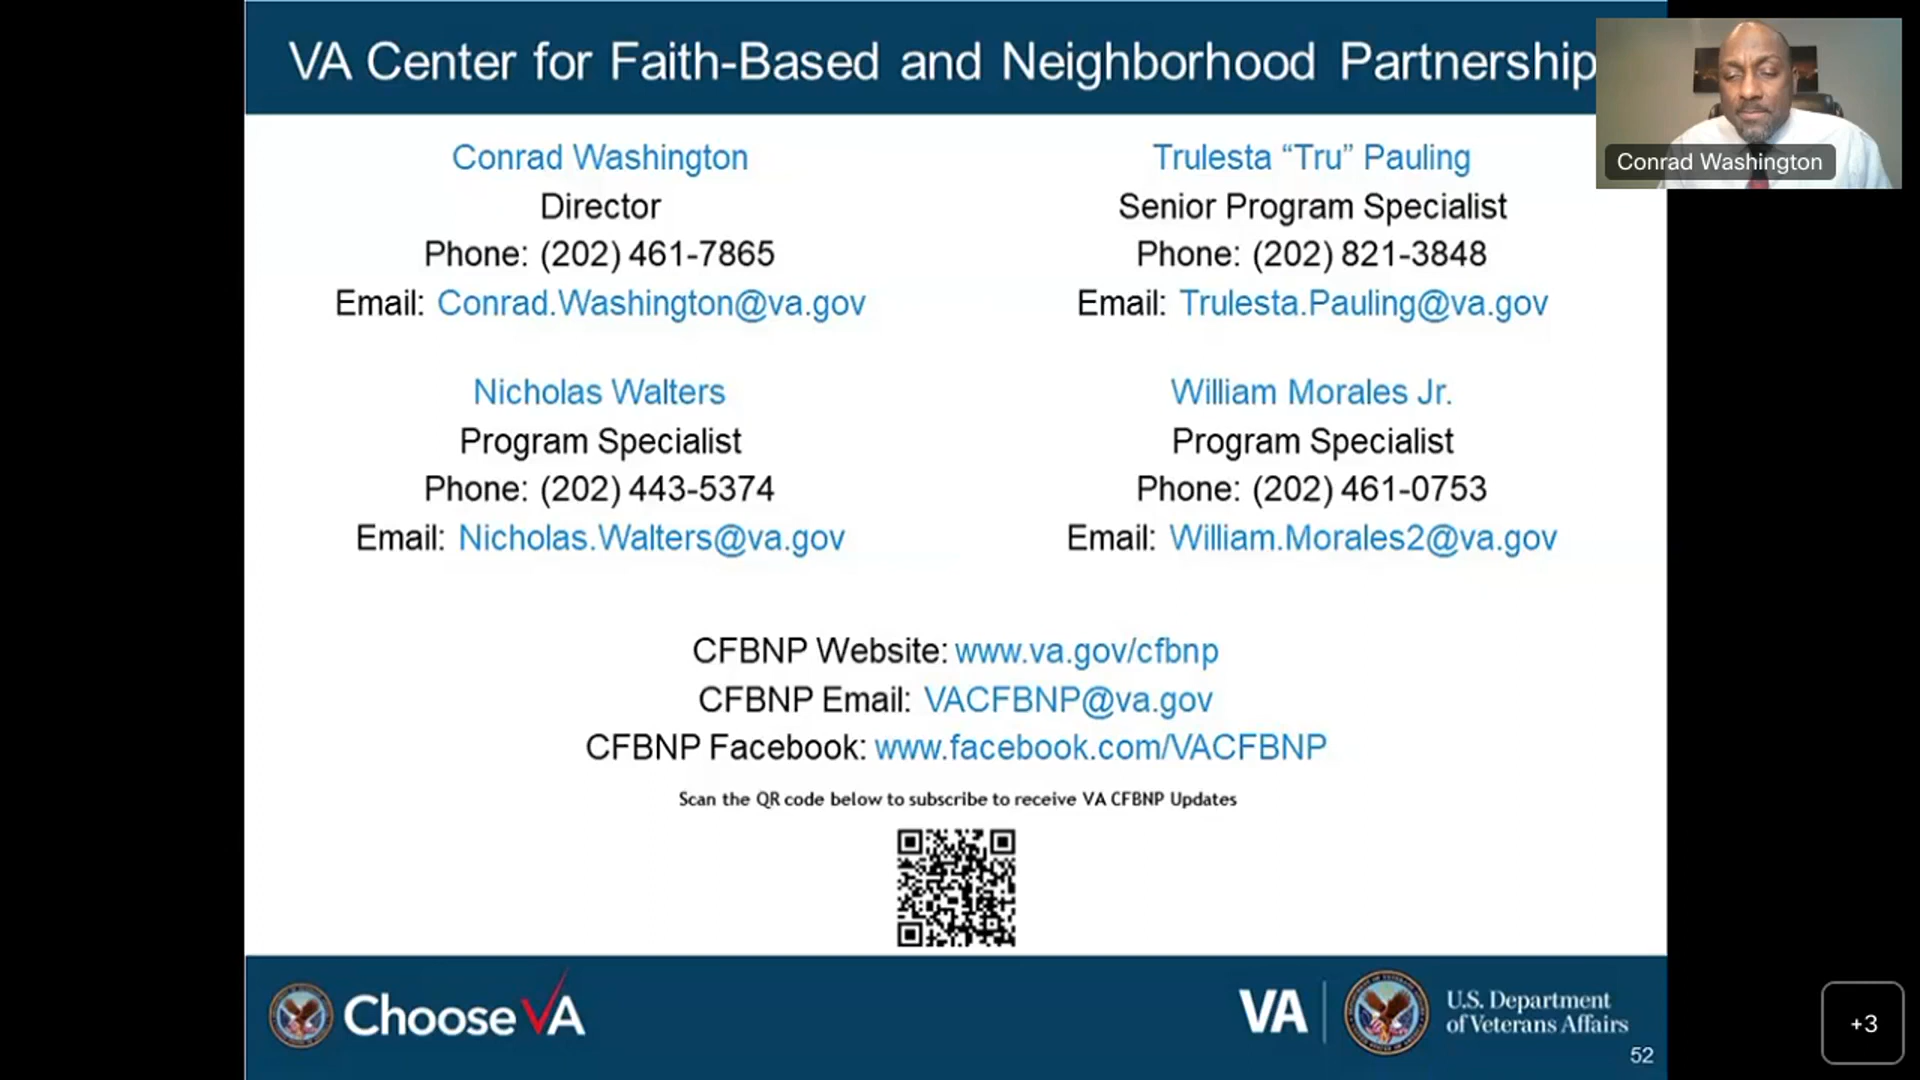 VA Center for Faith-Based and Neighborhood Partnership
Conrad Washington
Conrad Washington
Director
Phone: (202) 461-7865
Email: Conrad.Washington@va.gov
Trulesta “Tru” Pauling
Senior Program Specialist
Phone: (202) 821-3848
Email: Trulesta.Pauling@va.gov
Nicholas Walters
Program Specialist
Phone: (202) 443-5374
Email: Nicholas.Walters@va.gov
William Morales Jr.
Program Specialist
Phone: (202) 461-0753
Email: William.Morales2@va.gov
CFBNP Website: www.va.gov/cfbnp
CFBNP Email: VACFBNP@va.gov
CFBNP Facebook: www.facebook.com/VACFBNP
Scan the QR code below to subscribe to receive VA CFBNP Updates
Choose VA
VA
U.S. Department
of Veterans Affairs
52
+3